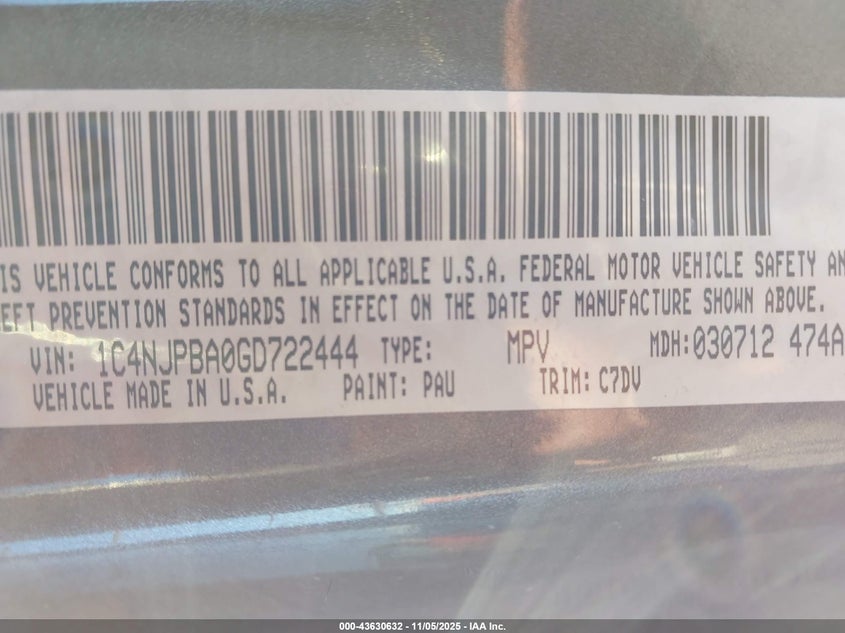 IS VEHICLE CONFORMS TO ALL APPLICABLE U.S.A. FEDERAL MOTOR VEHICLE SAFETY AN
EFT PREVENTION STANDARDS IN EFFECT ON THE DATE OF MANUFACTURE SHOWN ABOVE.
VIN: 1C4NJPBA0GD722444 TYPE: MPV MDH:030712 474A
VEHICLE MADE IN U.S.A. PAINT: PAU TRIM: C7DV
000-43630632 - 11/05/2025 - IAA Inc.